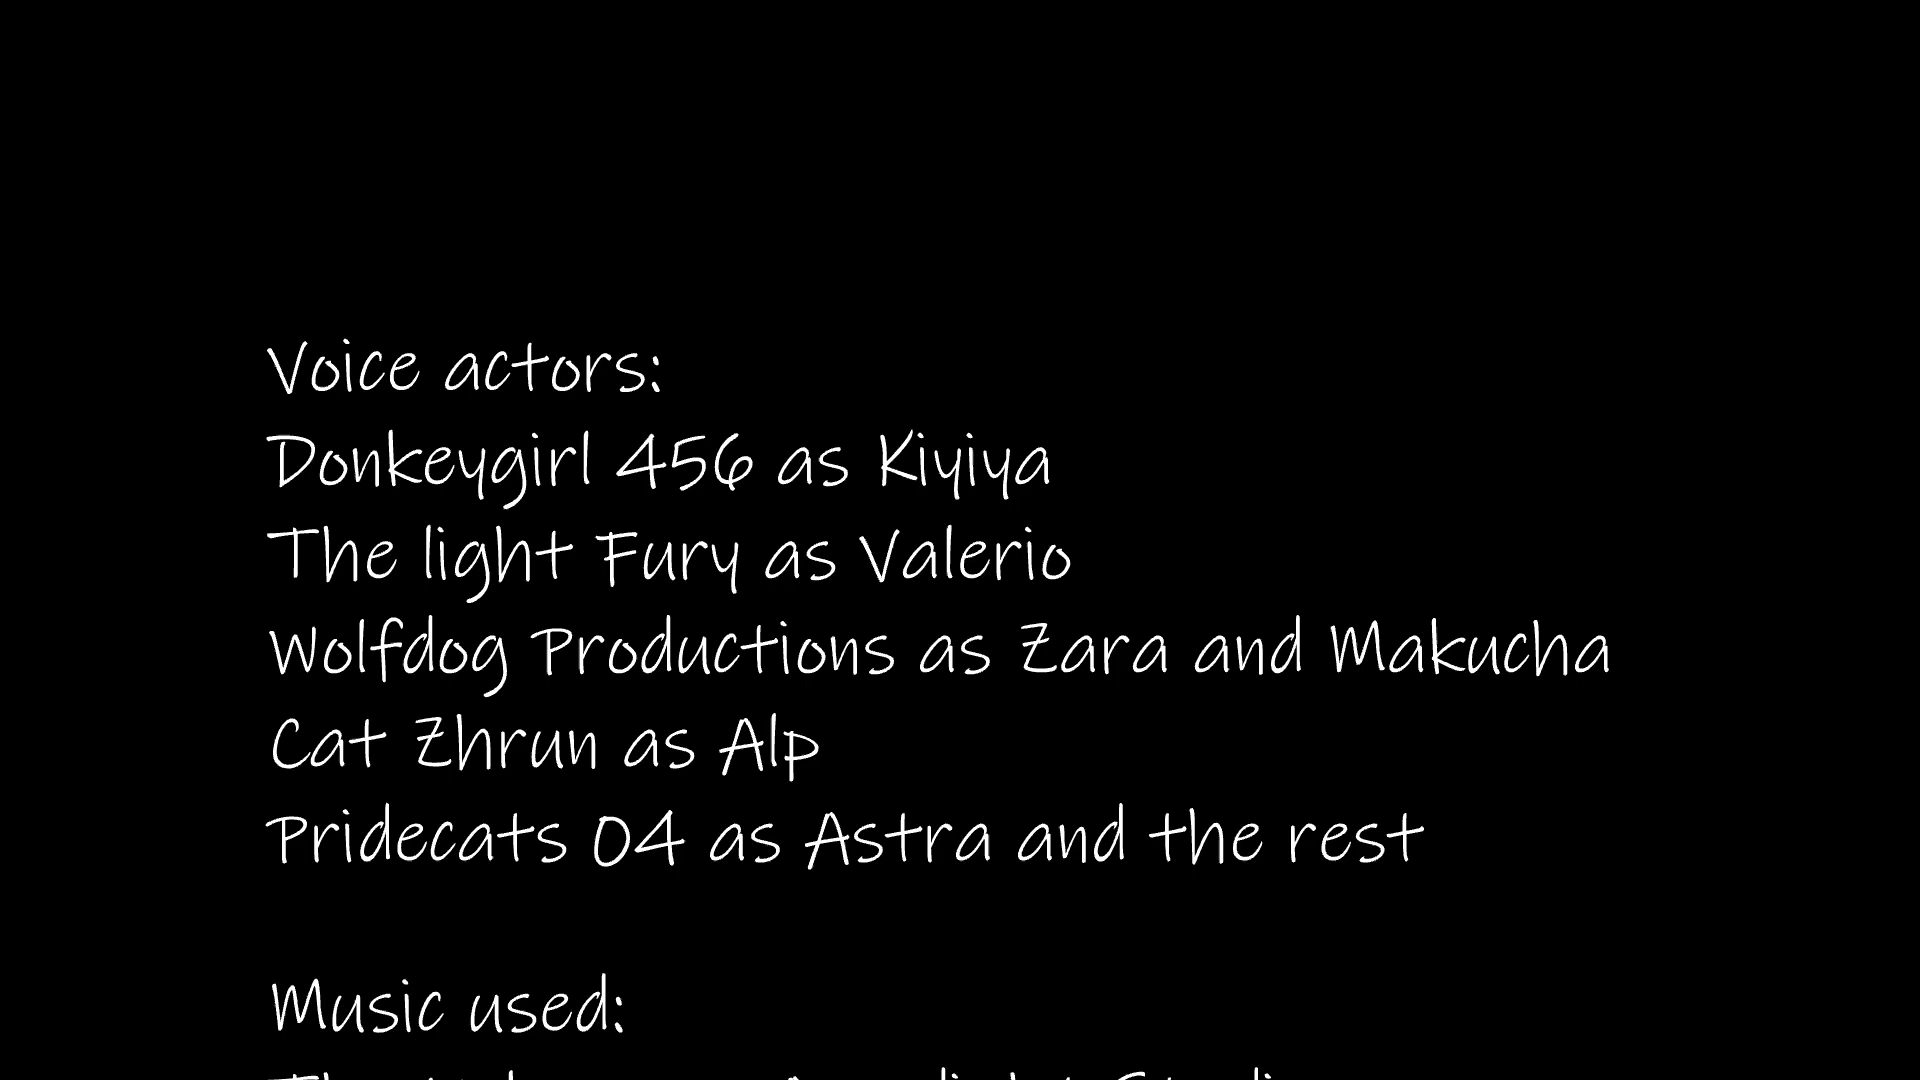 Voice actors:
Donkeygirl 456 as Kiyiya
The light Fury as Valerio
Wolfdog Productions as Zara and Makucha
Cat Zhrun as Alp
Pridecats 04 as Astra and the rest
Music used: